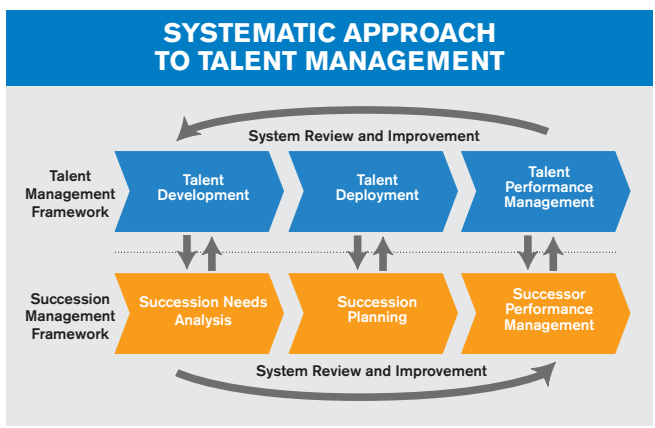 SYSTEMATIC APPROACH
TO TALENT MANAGEMENT
System Review and Improvement
Talent
Management
Framework
Talent
Development
Talent
Deployment
Talent
Performance
Management
Succession
Management
Framework
Succession Needs
Analysis
Succession
Planning
Successor
Performance
Management
System Review and Improvement